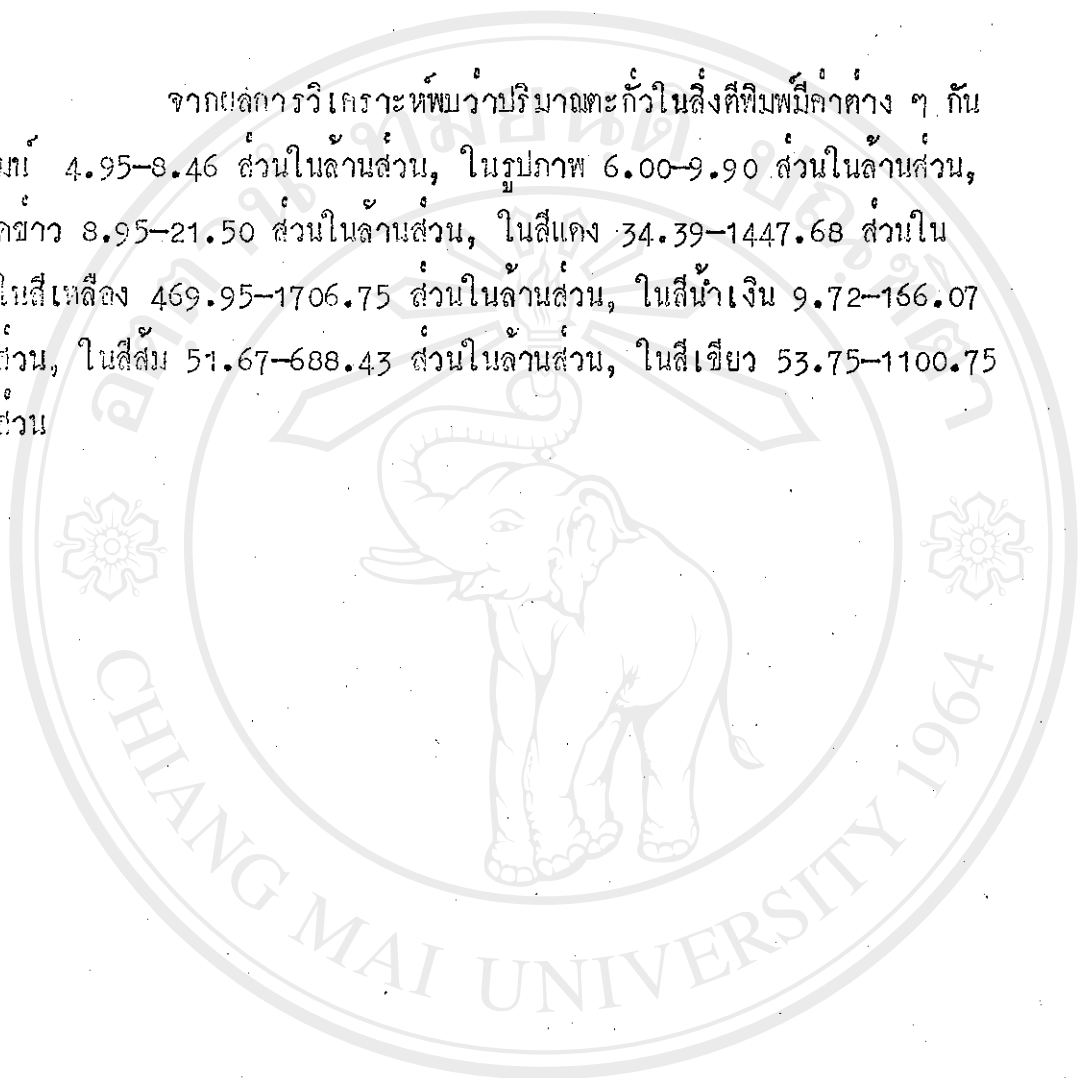 จากผลการวิเคราะห์พบว่าปริมาณตะกั่วในสิ่งตีพิมพ์มีค่าต่าง ๆ กัน
4.95-8.46 ส่วนในล้านส่วน, ในรูปภาพ 6.00-9.90 ส่วนในล้านส่วน,
ข่าว 8.95-21.50 ส่วนในล้านส่วน, ในสีแดง 34.39-1447.68 ส่วนใน
ในสีเหลือง 469.95-1706.75 ส่วนในล้านส่วน, ในสีน้ำเงิน 9.72-166.07
ส่วน, ในสีส้ม 51.67-688.43 ส่วนในล้านส่วน, ในสีเขียว 53.75-1100.75
ส่วน
CHIANG MAI UNIVERSITY 1964